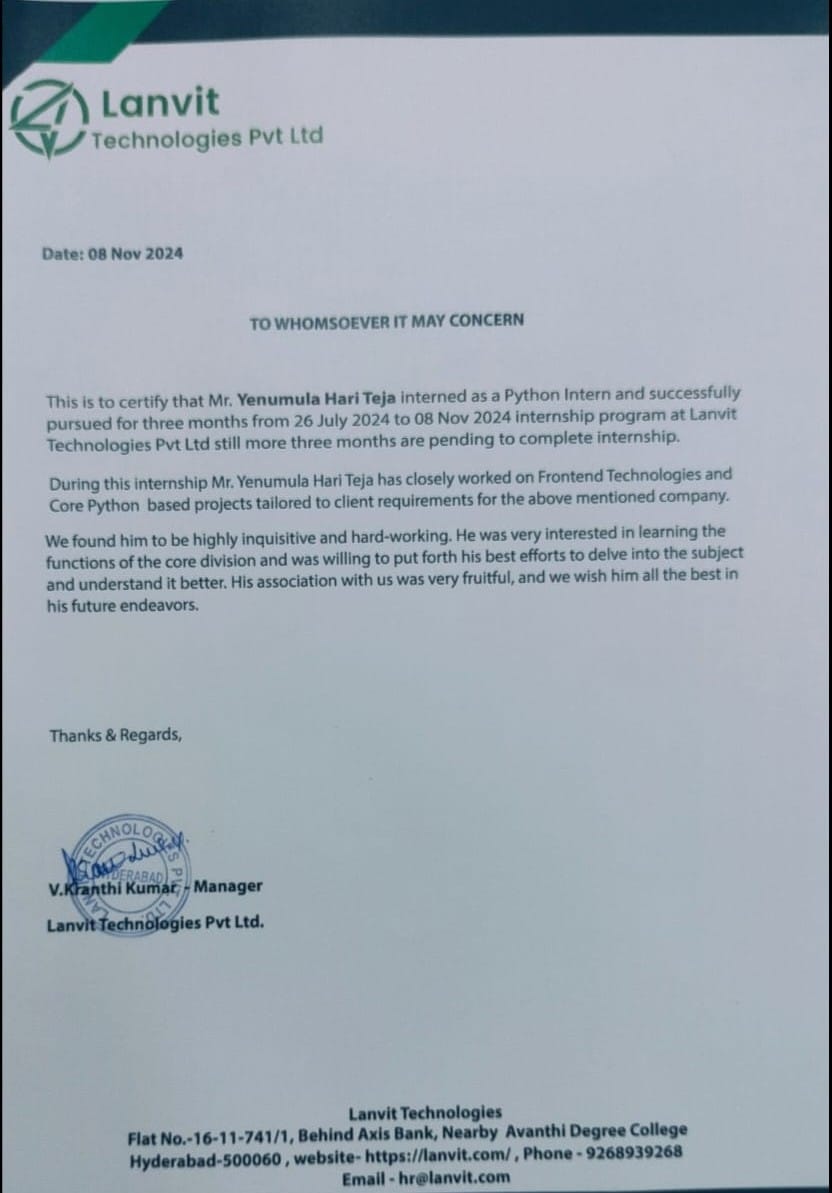 Lanvit
Technologies Pvt Ltd
Date: 08 Nov 2024
TO WHOMSOEVER IT MAY CONCERN
This is to certify that Mr. Yenumula Hari Teja interned as a Python Intern and successfully
pursued for three months from 26 July 2024 to 08 Nov 2024 internship program at Lanvit
Technologies Pvt Ltd still more three months are pending to complete internship.
During this internship Mr. Yenumula Hari Teja has closely worked on Frontend Technologies and
Core Python based projects tailored to client requirements for the above mentioned company.
We found him to be highly inquisitive and hard-working. He was very interested in learning the
functions of the core division and was willing to put forth his best efforts to delve into the subject
and understand it better. His association with us was very fruitful, and we wish him all the best in
his future endeavors.
Thanks & Regards,
TECHNOLOGIES PVT. LTD.
V.Kranthi Kumar - Manager
Lanvit Technologies Pvt Ltd.
Lanvit Technologies
Flat No.-16-11-741/1, Behind Axis Bank, Nearby Avanthi Degree College
Hyderabad-500060 , website- https://lanvit.com/ , Phone - 9268939268
Email - hr@lanvit.com